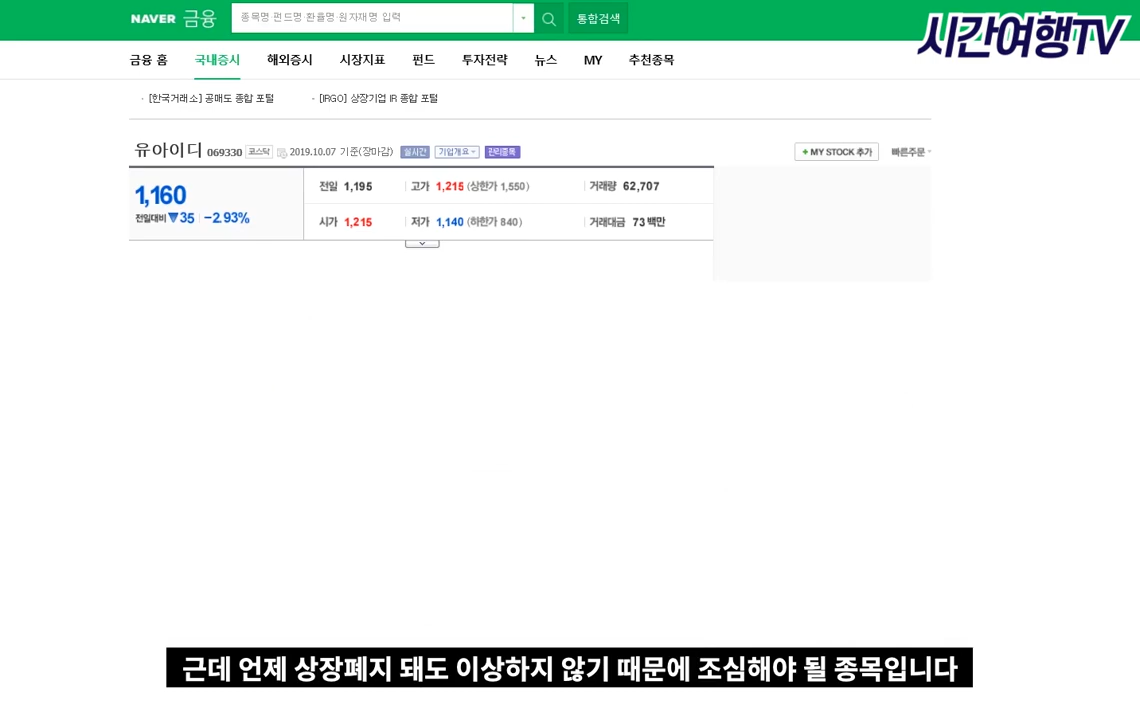 NAVER 금융 종목명·펀드명·환율명·원자재명 입력 통합검색
시간여행TV
금융 홈 국내증시 해외증시 시장지표 펀드 투자전략 뉴스 MY 추천종목
· [한국거래소] 공매도 종합 포털 · [IRGO] 상장기업 IR 종합 포털
유아이디 069330 코스닥 2019.10.07 기준(장마감) 실시간 기업개요 관리종목 + MY STOCK 추가 빠른주문
1,160
전일대비 ▼35 -2.93%
전일 1,195 고가 1,215 (상한가 1,550) 거래량 62,707
시가 1,215 저가 1,140 (하한가 840) 거래대금 73 백만
근데 언제 상장폐지 돼도 이상하지 않기 때문에 조심해야 될 종목입니다